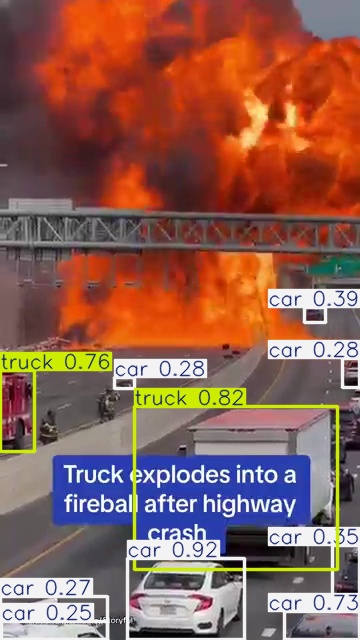 car 0.39
car 0.28
truck 0.76
car 0.28
truck 0.82
Truck explodes into a
fireball after highway
crash
car 0.35
car 0.92
car 0.27
car 0.25
car 0.73